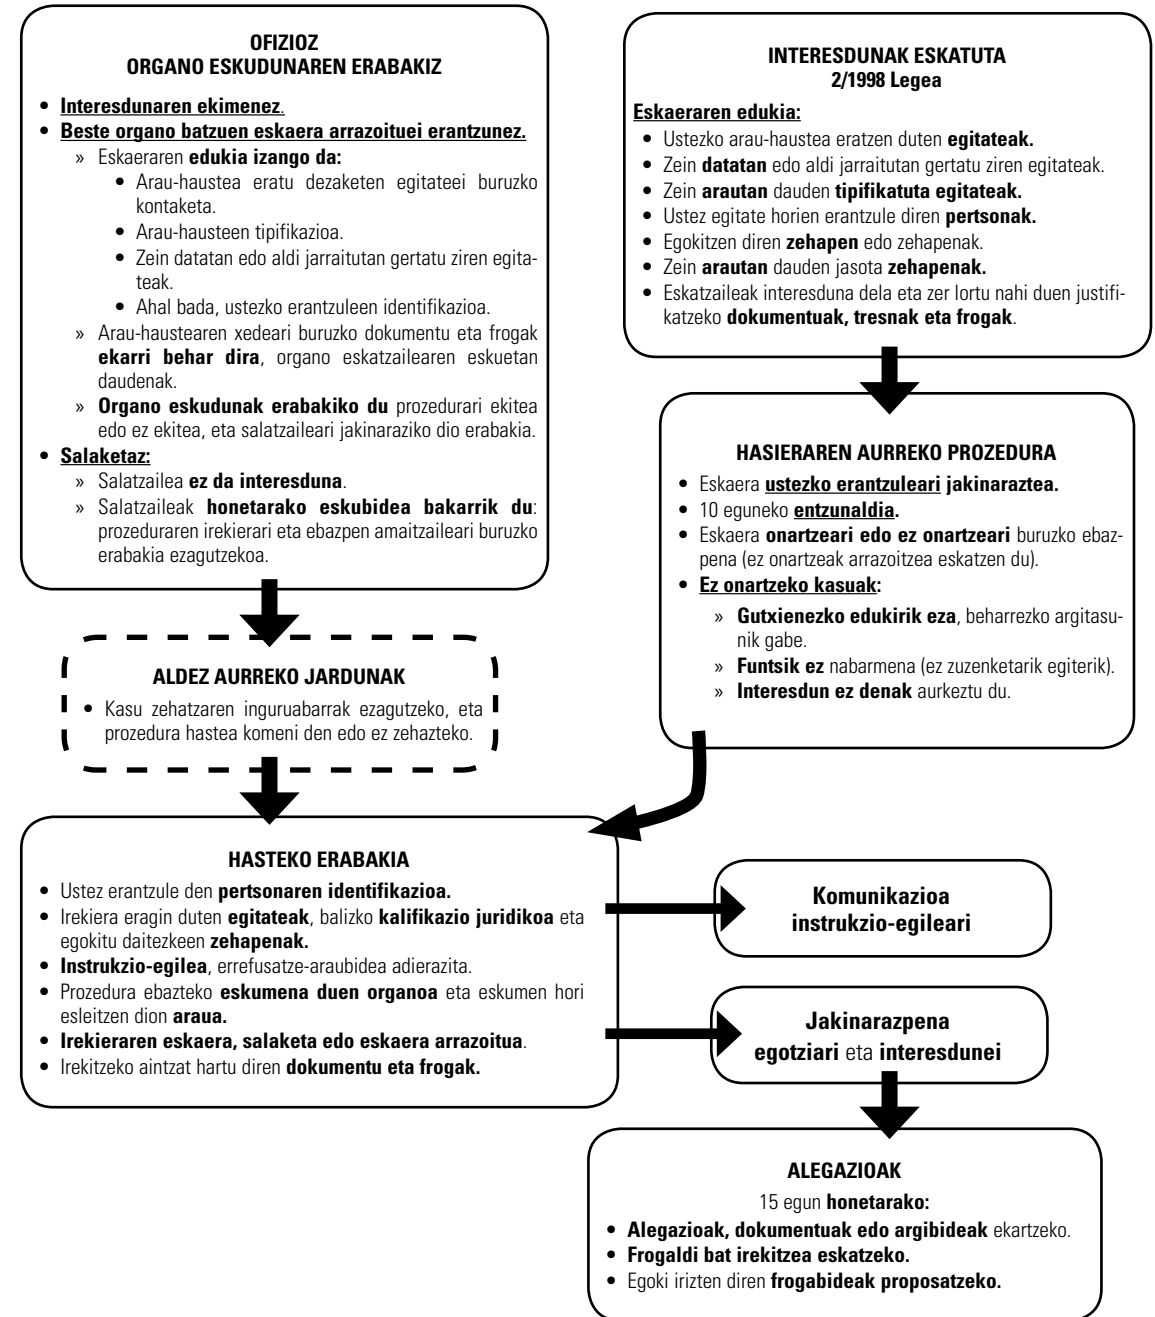 OFIZIOZ
ORGANO ESKUDUNAREN ERABAKIZ
• Interesdunaren ekimenez.
• Beste organo batzuen eskaera arrazoituei erantzunez.
» Eskaeraren edukia izango da:
• Arau-haustea eratu dezaketen egitateei buruzko
kontaketa.
• Arau-hausteen tipifikazioa.
• Zein datatan edo aldi jarraitutan gertatu ziren egita-
teak.
• Ahal bada, ustezko erantzuleen identifikazioa.
» Arau-haustearen xedeari buruzko dokumentu eta frogak
ekarri behar dira, organo eskatzailearen eskuetan
daudenak.
» Organo eskudunak erabakiko du prozedurari ekitea
edo ez ekitea, eta salatzaileari jakinaraziko dio erabakia.
• Salaketaz:
» Salatzailea ez da interesduna.
» Salatzaileak honetarako eskubidea bakarrik du:
prozeduraren irekierari eta ebazpen amaitzaileari buruzko
erabakia ezagutzekoa.
INTERESDUNAK ESKATUTA
2/1998 Legea
Eskaeraren edukia:
• Ustezko arau-haustea eratzen duten egitateak.
• Zein datatan edo aldi jarraitutan gertatu ziren egitateak.
• Zein arautan dauden tipifikatuta egitateak.
• Ustez egitate horien erantzule diren pertsonak.
• Egokitzen diren zehapen edo zehapenak.
• Zein arautan dauden jasota zehapenak.
• Eskatzaileak interesduna dela eta zer lortu nahi duen justifi-
katzeko dokumentuak, tresnak eta frogak.
HASIERAREN AURREKO PROZEDURA
• Eskaera ustezko erantzuleari jakinaraztea.
• 10 eguneko entzunaldia.
• Eskaera onartzeari edo ez onartzeari buruzko ebaz-
pena (ez onartzeak arrazoitzea eskatzen du).
• Ez onartzeko kasuak:
» Gutxienezko edukirik eza, beharrezko argitasu-
nik gabe.
» Funtsik ez nabarmena (ez zuzenketarik egiterik).
» Interesdun ez denak aurkeztu du.
ALDEZ AURREKO JARDUNAK
• Kasu zehatzaren inguruabarrak ezagutzeko, eta
prozedura hastea komeni den edo ez zehazteko.
HASTEKO ERABAKIA
• Ustez erantzule den pertsonaren identifikazioa.
• Irekiera eragin duten egitateak, balizko kalifikazio juridikoa eta
egokitu daitezkeen zehapenak.
• Instrukzio-egilea, errefusatze-araubidea adierazita.
• Prozedura ebazteko eskumena duen organoa eta eskumen hori
esleitzen dion araua.
• Irekieraren eskaera, salaketa edo eskaera arrazoitua.
• Irekitzeko aintzat hartu diren dokumentu eta frogak.
Komunikazioa
instrukzio-egileari
Jakinarazpena
egotziari eta interesdunei
ALEGAZIOAK
15 egun honetarako:
• Alegazioak, dokumentuak edo argibideak ekartzeko.
• Frogaldi bat irekitzea eskatzeko.
• Egoki irizten diren frogabideak proposatzeko.